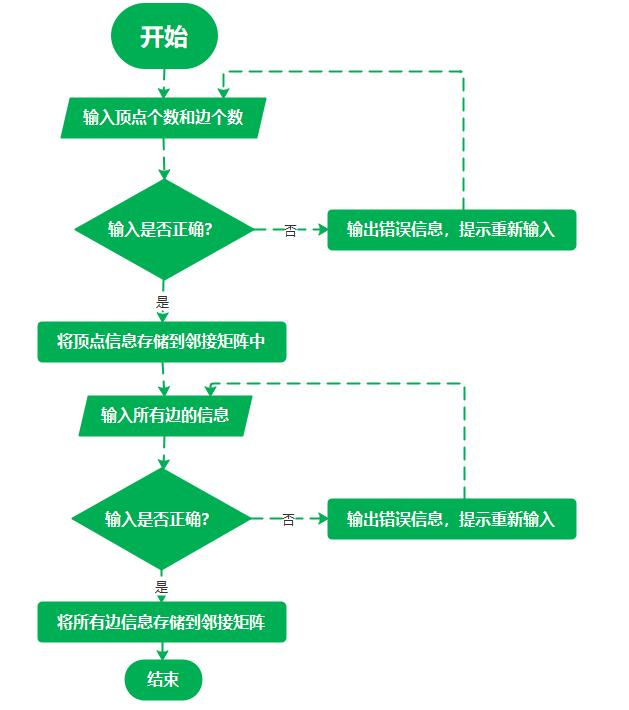 开始
输入顶点个数和边个数
输入是否正确？
否
输出错误信息，提示重新输入
是
将顶点信息存储到邻接矩阵中
输入所有边的信息
输入是否正确？
否
输出错误信息，提示重新输入
是
将所有边信息存储到邻接矩阵
结束